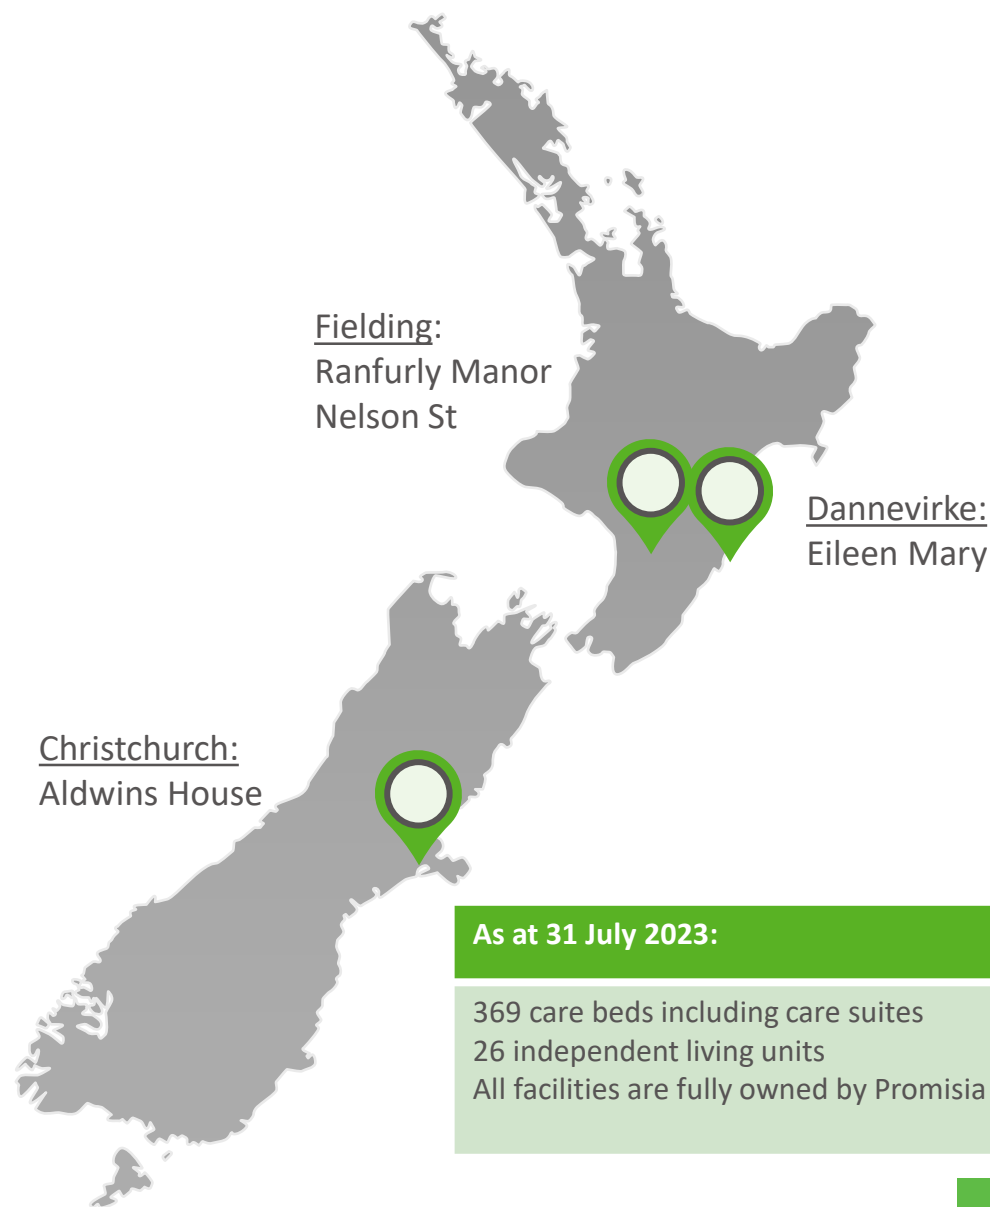 Fielding:
Ranfurly Manor
Nelson St
Dannevirke:
Eileen Mary
Christchurch:
Aldwins House
As at 31 July 2023:
369 care beds including care suites
26 independent living units
All facilities are fully owned by Promisia